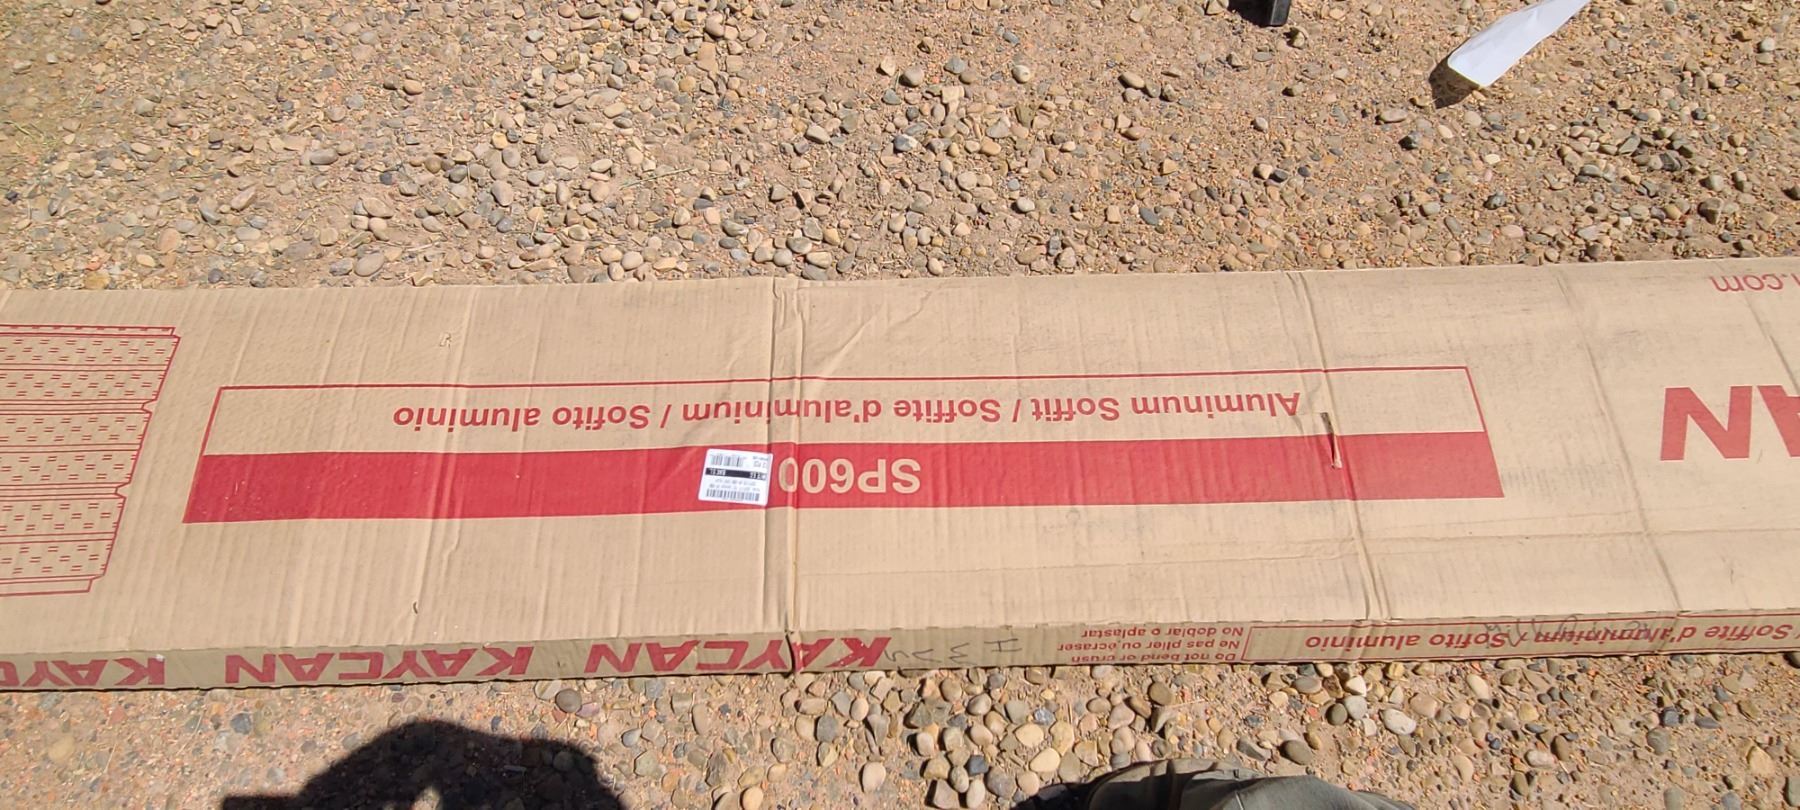 .com
AN
Aluminum Soffit / Soffite d'aluminium / Sofito aluminio
SP600
KAYCAN KAYCAN KAYCAN
Do not bend or crush
Ne pas plier ou écraser
No doblar o aplastar
/ Soffite d'aluminium / Sofito aluminio